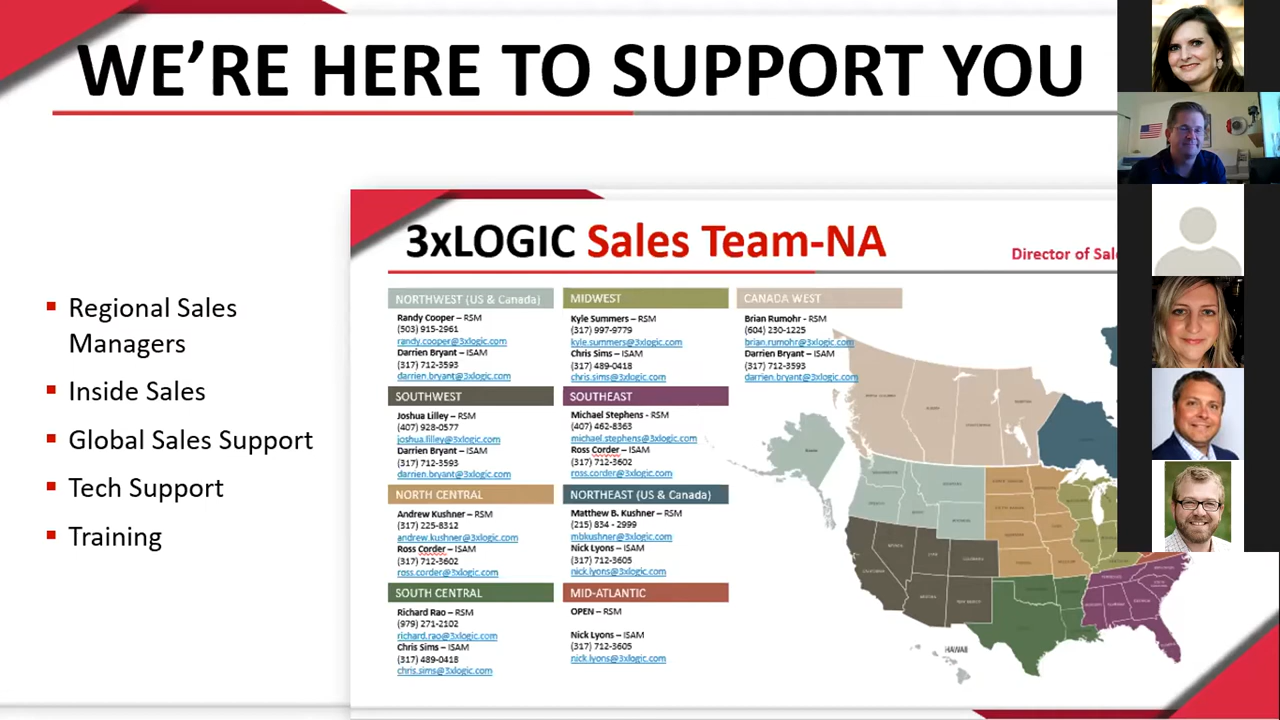 WE'RE HERE TO SUPPORT YOU
Regional Sales
Managers
Inside Sales
Global Sales Support
Tech Support
Training
3xLOGIC Sales Team-NA
Director of
NORTHWEST (US & Canada)
Randy Cooper – RSM
(503) 915-2961
randy.cooper@3xlogic.com
Darrien Bryant – ISAM
(317) 712-3593
darrien.bryant@3xlogic.com
MIDWEST
Kyle Summers – RSM
(317) 997-9779
kyle.summers@3xlogic.com
Chris Sims – ISAM
(317) 489-0418
chris.sims@3xlogic.com
CANADA WEST
Brian Rumohr - RSM
(604) 230-1225
brian.rumohr@3xlogic.com
Darrien Bryant – ISAM
(317) 712-3593
darrien.bryant@3xlogic.com
SOUTHWEST
Joshua Lilley – RSM
(407) 928-0577
joshua.lilley@3xlogic.com
Darrien Bryant – ISAM
(317) 712-3593
darrien.bryant@3xlogic.com
SOUTHEAST
Michael Stephens - RSM
(407) 462-8363
michael.stephens@3xlogic.com
Ross Corder – ISAM
(317) 712-3602
ross.corder@3xlogic.com
NORTH CENTRAL
Andrew Kushner – RSM
(317) 225-8312
andrew.kushner@3xlogic.com
Ross Corder – ISAM
(317) 712-3602
ross.corder@3xlogic.com
NORTHEAST (US & Canada)
Matthew B. Kushner – RSM
(215) 834 - 2999
mbkushner@3xlogic.com
Nick Lyons – ISAM
(317) 712-3605
nick.lyons@3xlogic.com
SOUTH CENTRAL
Richard Rao – RSM
(979) 271-2102
richard.rao@3xlogic.com
Chris Sims – ISAM
(317) 489-0418
chris.sims@3xlogic.com
MID-ATLANTIC
OPEN – RSM
Nick Lyons – ISAM
(317) 712-3605
nick.lyons@3xlogic.com
HAWAII